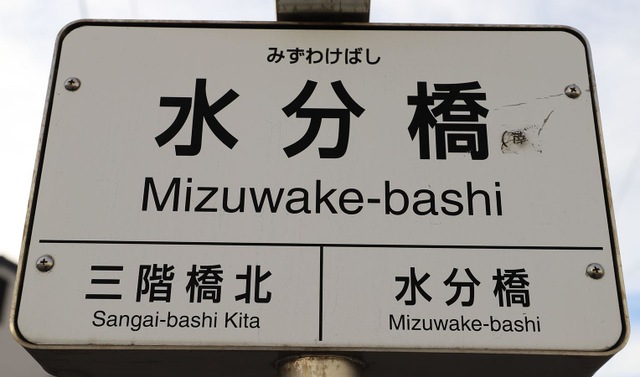 みずわけばし
水分橋
Mizuwake-bashi
三階橋北
Sangai-bashi Kita
水分橋
Mizuwake-bashi